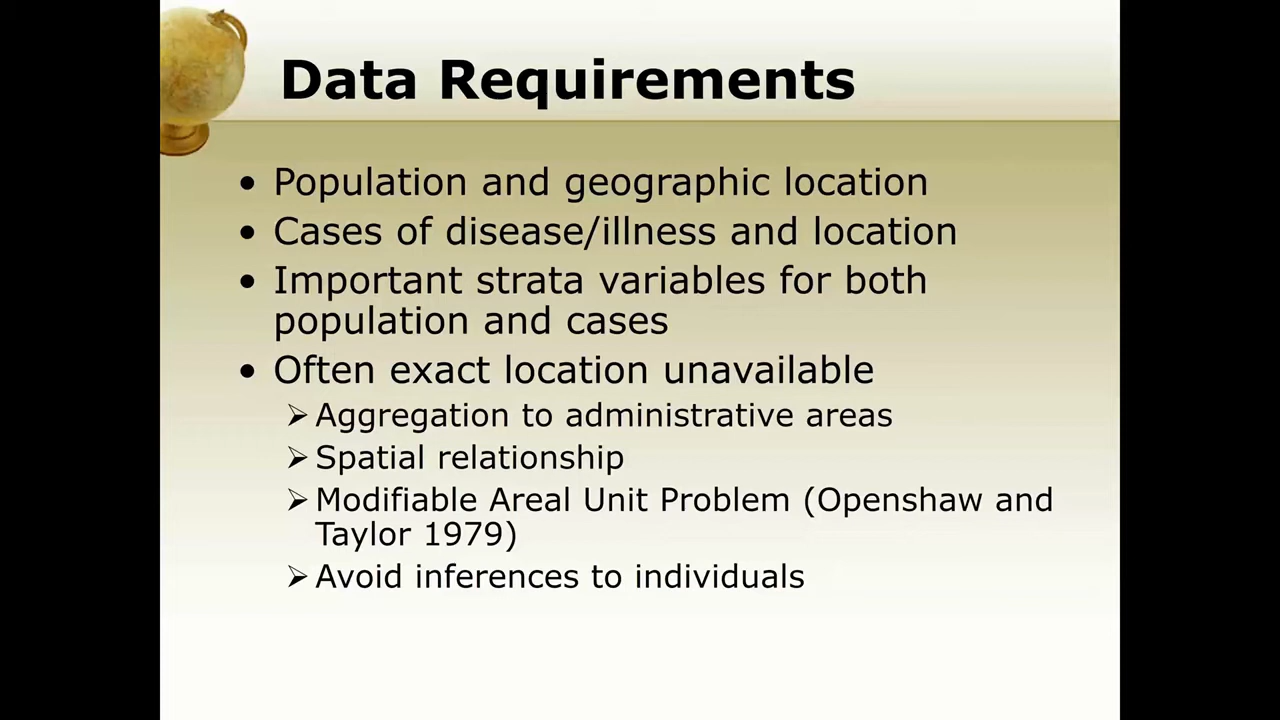 Data Requirements
• Population and geographic location
• Cases of disease/illness and location
• Important strata variables for both
population and cases
• Often exact location unavailable
➢ Aggregation to administrative areas
➢ Spatial relationship
➢ Modifiable Areal Unit Problem (Openshaw and
Taylor 1979)
➢ Avoid inferences to individuals